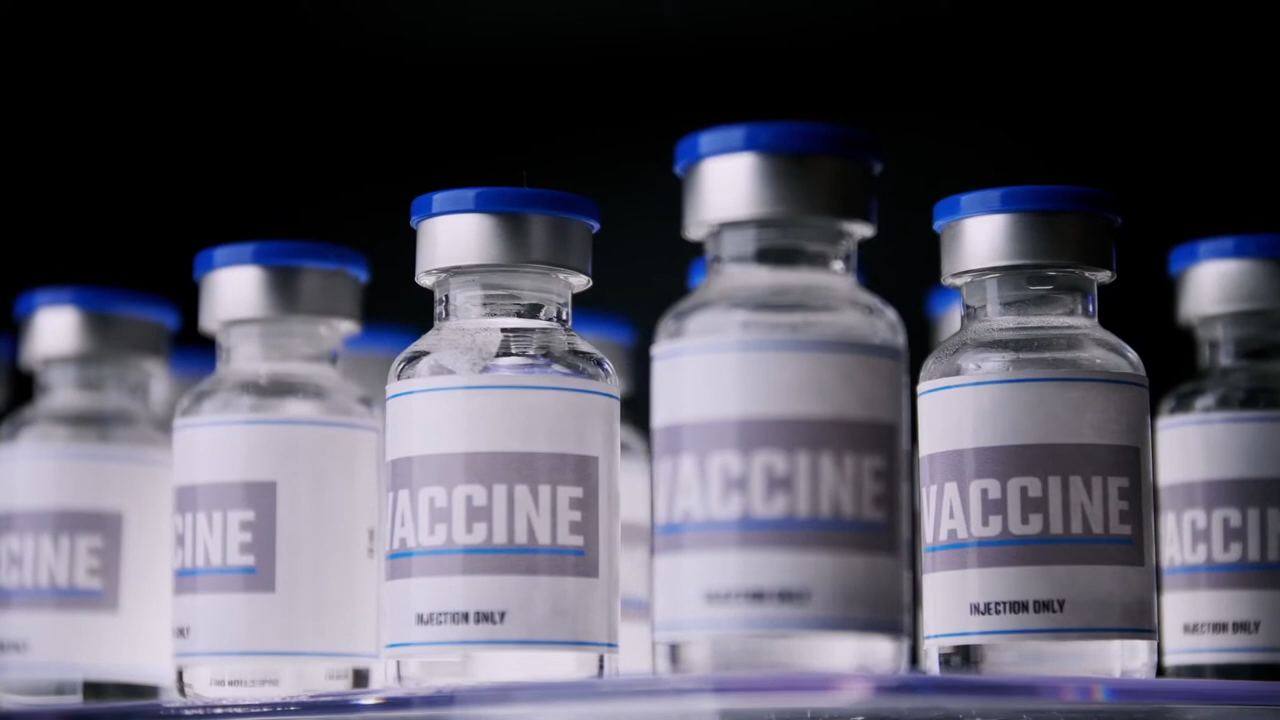 CINE
CINE
VACCINE
INJECTION ONLY
VACCINE
VACCINE
INJECTION ONLY
ACCIN
INJECTION ONLY